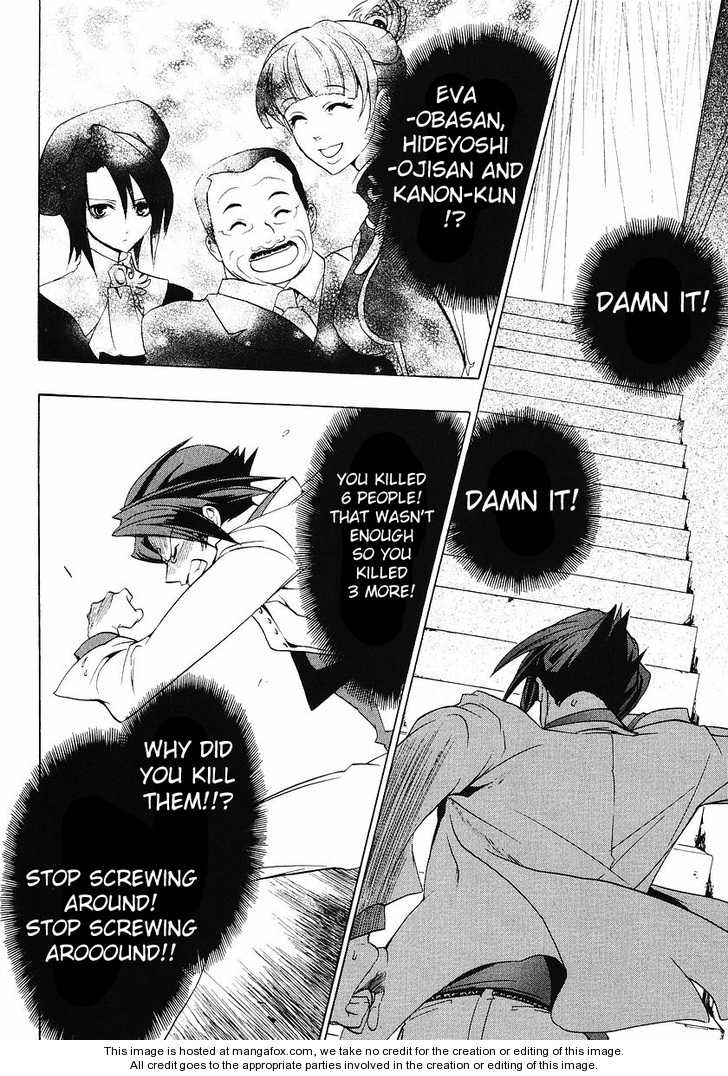 DAMN IT!
DAMN IT!
EVA
-OBASAN,
HIDEYOSHI
-OJISAN AND
KANON-KUN
!?
YOU KILLED
6 PEOPLE!
THAT WASN'T
ENOUGH
SO YOU
KILLED
3 MORE!
WHY DID
YOU KILL
THEM!!?
STOP SCREWING
AROUND!
STOP SCREWING
AROOOUND!!
This image is hosted at mangafox.com, we take no credit for the creation or editing of this image.
All credit goes to the appropriate parties involved in the creation or editing of this image.